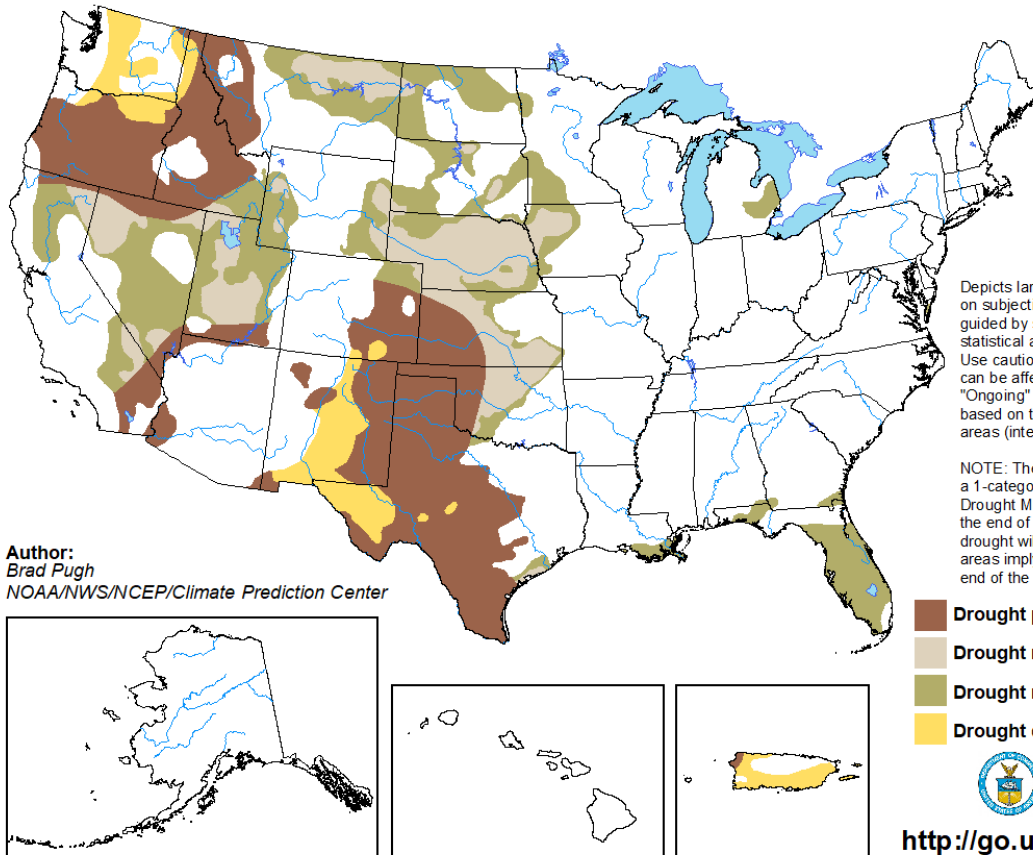 Depicts lar
on subjecti
guided by
statistical a
Use cautio
can be affe
"Ongoing"
based on t
areas (inte
NOTE: The
a 1-catego
Drought M
the end of
drought wil
areas impl
end of the
Author:
Brad Pugh
NOAA/NWS/NCEP/Climate Prediction Center
Drought
Drought
Drought
Drought
http://go.u